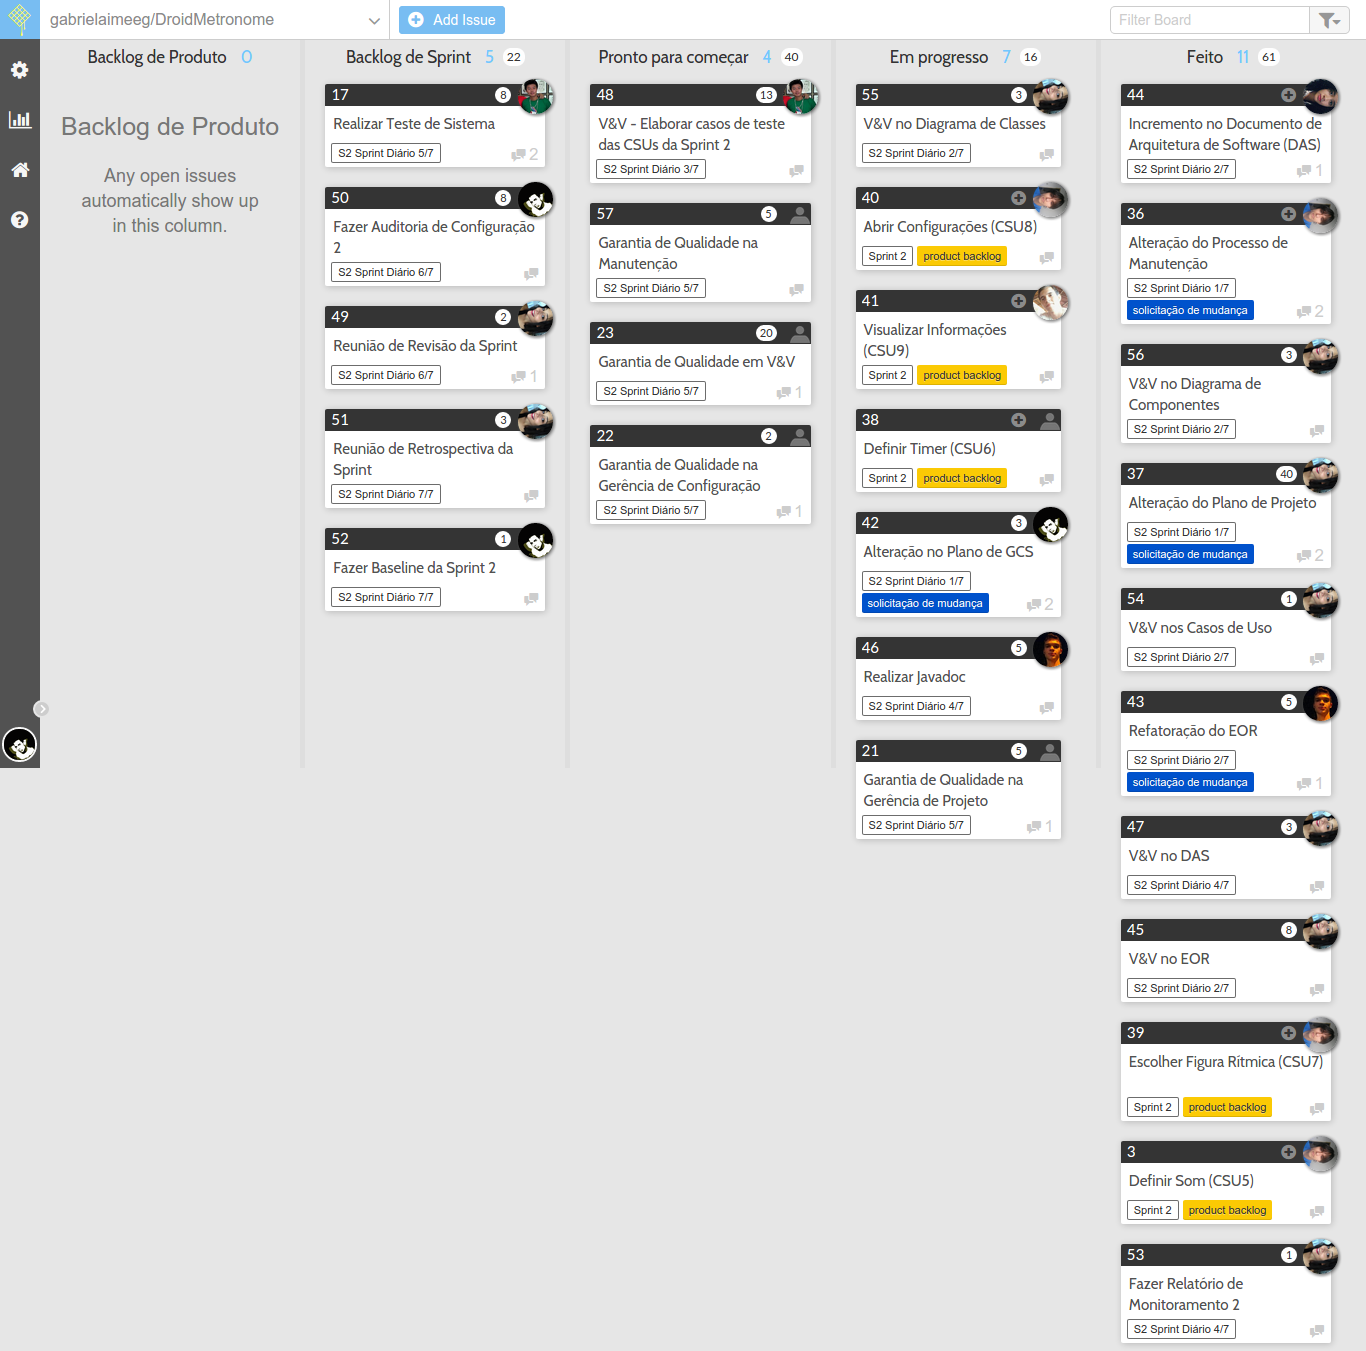 gabrielaimeeg/DroidMetronome
Add Issue
Filter Board
Backlog de Produto 0
Backlog de Produto
Any open issues
automatically show up
in this column.
Backlog de Sprint 5 22
17 8
Realizar Teste de Sistema
S2 Sprint Diário 5/7 2
50 8
Fazer Auditoria de Configuração
2
S2 Sprint Diário 6/7
49 2
Reunião de Revisão da Sprint
S2 Sprint Diário 6/7 1
51 3
Reunião de Retrospectiva da
Sprint
S2 Sprint Diário 7/7
52 1
Fazer Baseline da Sprint 2
S2 Sprint Diário 7/7
Pronto para começar 4 40
48 13
V&V - Elaborar casos de teste
das CSUs da Sprint 2
S2 Sprint Diário 3/7
57 5
Garantia de Qualidade na
Manutenção
S2 Sprint Diário 5/7
23 20
Garantia de Qualidade em V&V
S2 Sprint Diário 5/7 1
22 2
Garantia de Qualidade na
Gerência de Configuração
S2 Sprint Diário 5/7 1
Em progresso 7 16
55 3
V&V no Diagrama de Classes
S2 Sprint Diário 2/7
40
Abrir Configurações (CSU8)
Sprint 2 product backlog
41
Visualizar Informações
(CSU9)
Sprint 2 product backlog
38
Definir Timer (CSU6)
Sprint 2 product backlog
42 3
Alteração no Plano de GCS
S2 Sprint Diário 1/7
solicitação de mudança 2
46 5
Realizar Javadoc
S2 Sprint Diário 4/7
21 5
Garantia de Qualidade na
Gerência de Projeto
S2 Sprint Diário 5/7 1
Feito 11 61
44
Incremento no Documento de
Arquitetura de Software (DAS)
S2 Sprint Diário 2/7 1
36
Alteração do Processo de
Manutenção
S2 Sprint Diário 1/7
solicitação de mudança 2
56 3
V&V no Diagrama de
Componentes
S2 Sprint Diário 2/7
37 40
Alteração do Plano de Projeto
S2 Sprint Diário 1/7
solicitação de mudança 2
54 1
V&V nos Casos de Uso
S2 Sprint Diário 2/7
43 5
Refatoração do EOR
S2 Sprint Diário 2/7
solicitação de mudança 1
47 3
V&V no DAS
S2 Sprint Diário 4/7
45 8
V&V no EOR
S2 Sprint Diário 2/7
39
Escolher Figura Rítmica (CSU7)
Sprint 2 product backlog
3
Definir Som (CSU5)
Sprint 2 product backlog
53 1
Fazer Relatório de
Monitoramento 2
S2 Sprint Diário 4/7